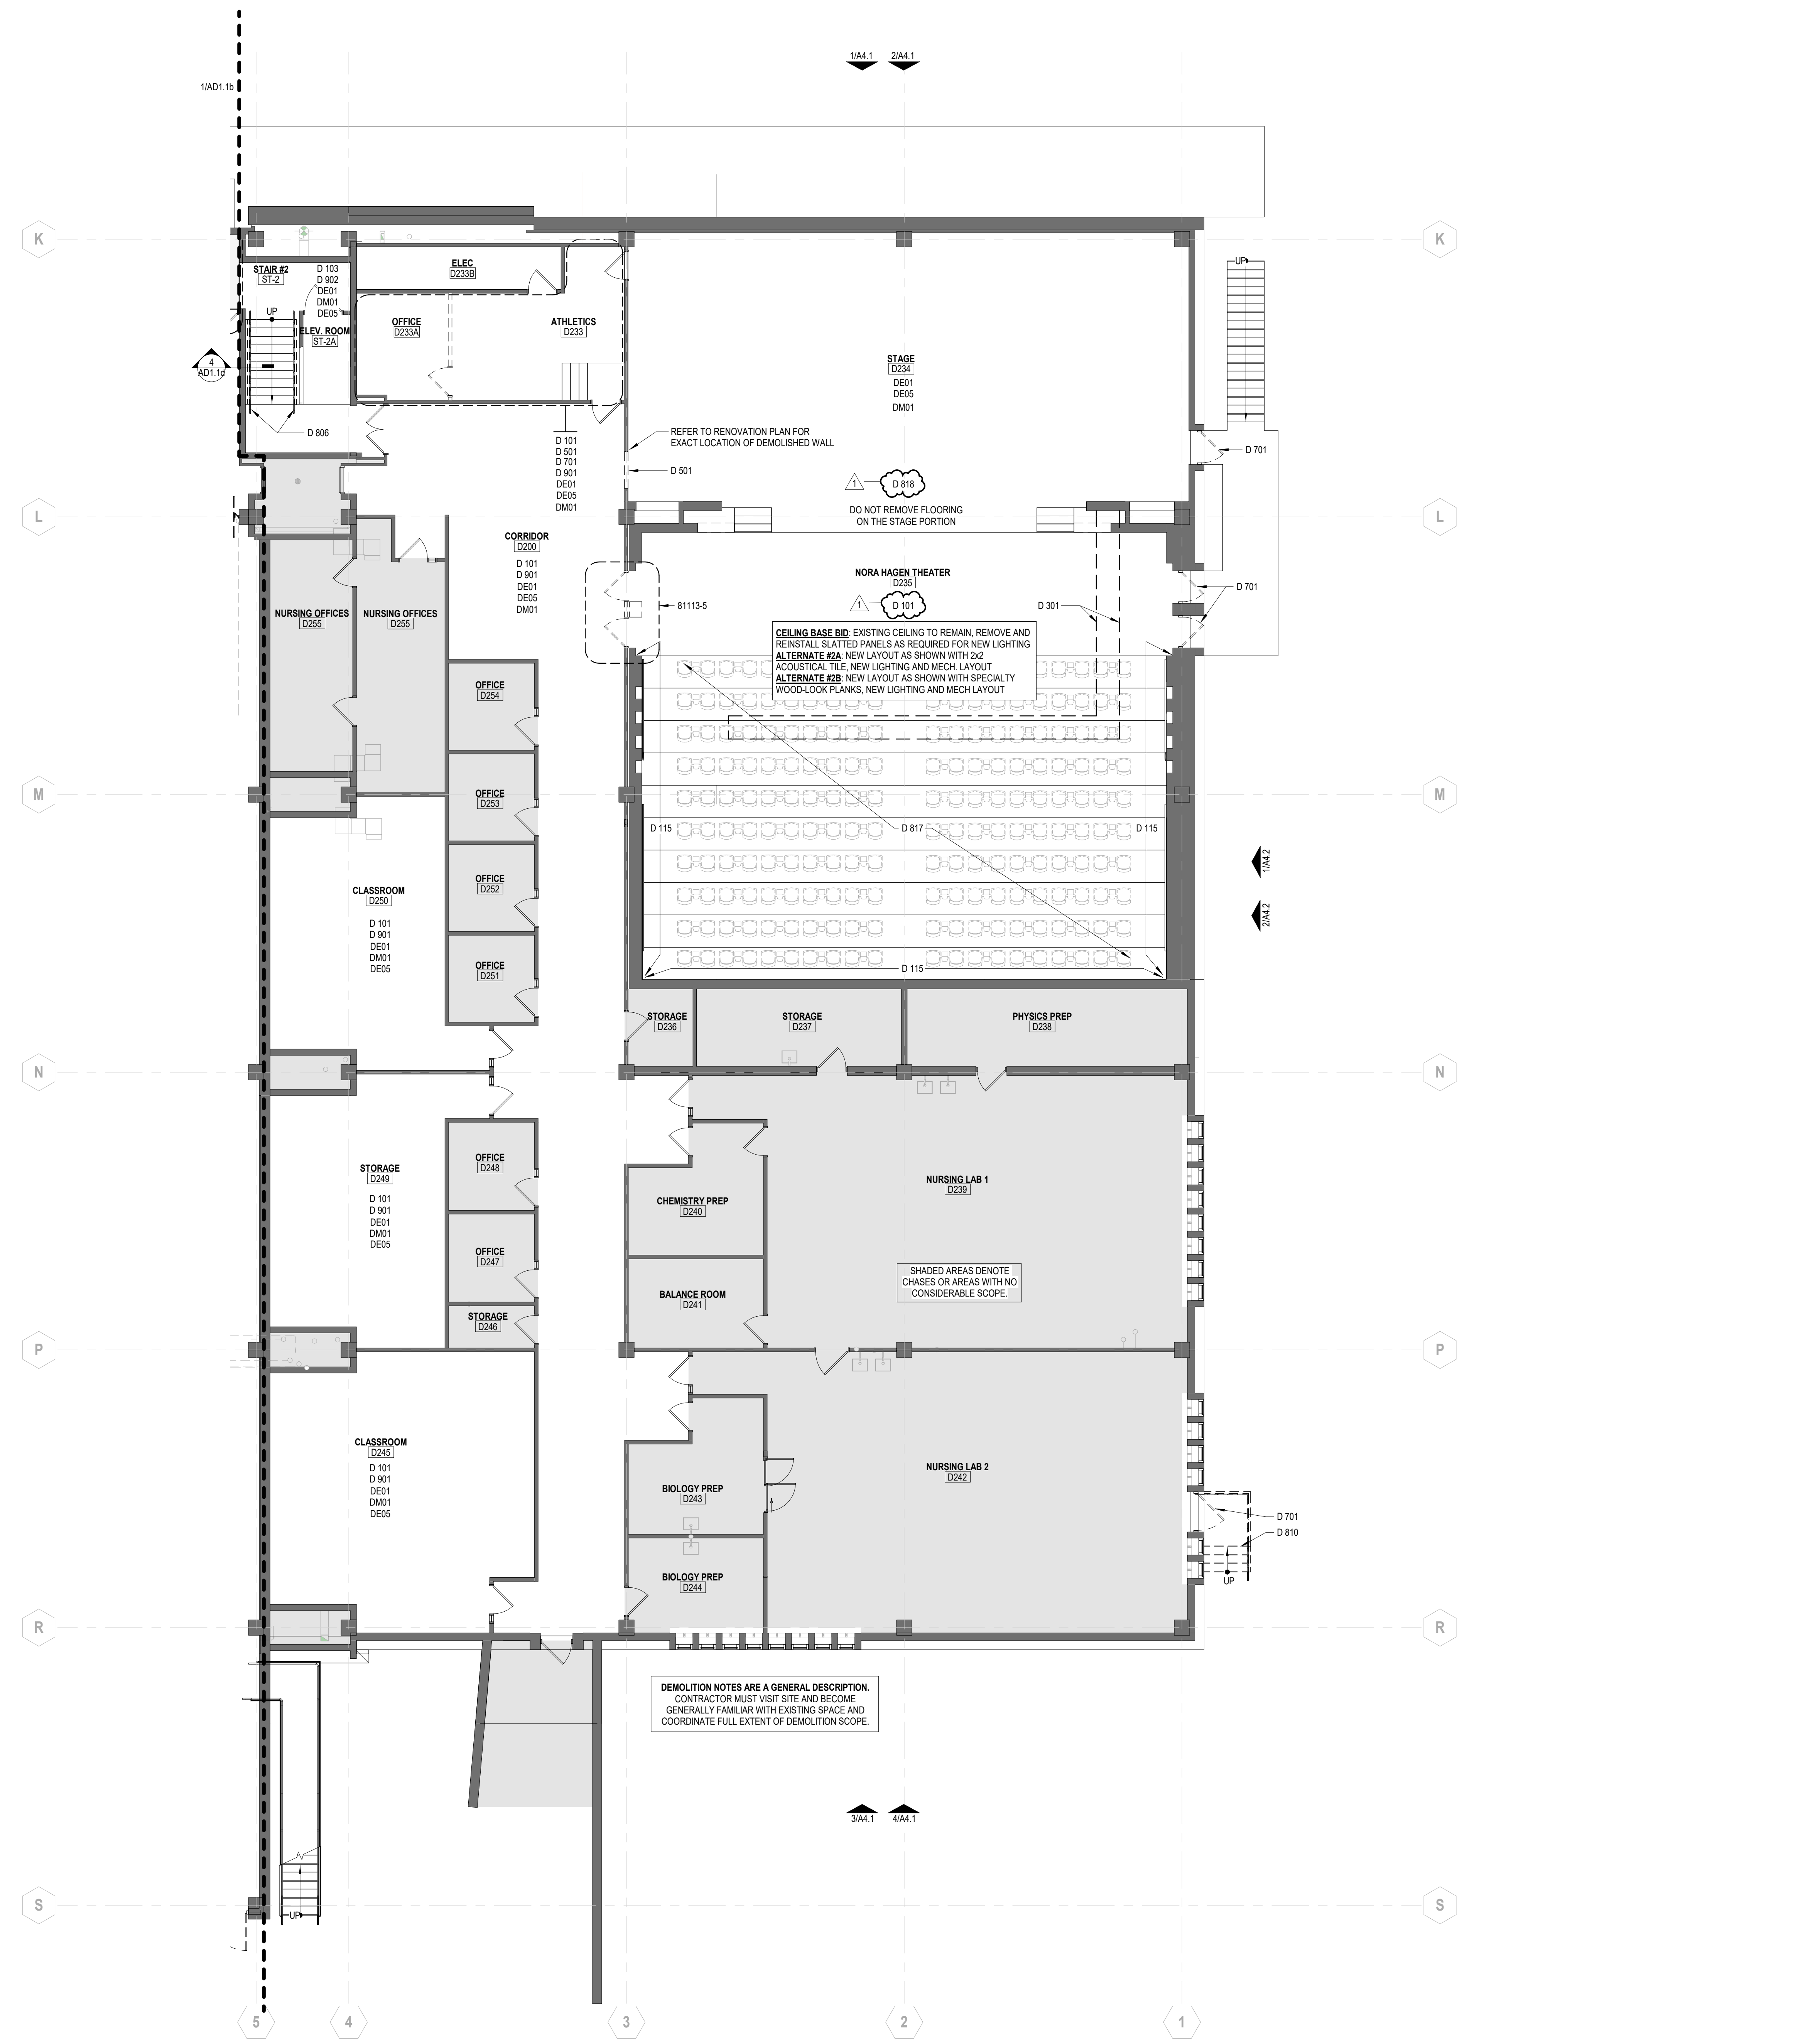 1/A4.1
2/A4.1
1/AD1.1b
K
K
STAIR #2
ST-2
D 103
D 902
DE01
DM01
DE05
UP
ELEV. ROOM
ST-2A
ELEC
D233B
OFFICE
D233A
ATHLETICS
D233
UP
4
AD1.1d
D 806
STAGE
D234
DE01
DE05
DM01
D 101
D 501
D 701
D 901
DE01
DE05
DM01
REFER TO RENOVATION PLAN FOR
EXACT LOCATION OF DEMOLISHED WALL
D 501
D 701
1
D 818
DO NOT REMOVE FLOORING
ON THE STAGE PORTION
L
L
CORRIDOR
D200
D 101
D 901
DE01
DE05
DM01
NORA HAGEN THEATER
D235
1
D 101
81113-5
D 301
D 701
NURSING OFFICES
D255
NURSING OFFICES
D255
CEILING BASE BID: EXISTING CEILING TO REMAIN, REMOVE AND
REINSTALL SLATTED PANELS AS REQUIRED FOR NEW LIGHTING
ALTERNATE #2A: NEW LAYOUT AS SHOWN WITH 2x2
ACOUSTICAL TILE, NEW LIGHTING AND MECH. LAYOUT
ALTERNATE #2B: NEW LAYOUT AS SHOWN WITH SPECIALTY
WOOD-LOOK PLANKS, NEW LIGHTING AND MECH LAYOUT
OFFICE
D254
M
M
OFFICE
D253
D 115
D 817
D 115
1/A4.2
2/A4.2
OFFICE
D252
CLASSROOM
D250
D 101
D 901
DE01
DM01
DE05
OFFICE
D251
D 115
STORAGE
D236
STORAGE
D237
PHYSICS PREP
D238
N
N
OFFICE
D248
STORAGE
D249
D 101
D 901
DE01
DM01
DE05
CHEMISTRY PREP
D240
NURSING LAB 1
D239
OFFICE
D247
SHADED AREAS DENOTE
CHASES OR AREAS WITH NO
CONSIDERABLE SCOPE.
BALANCE ROOM
D241
STORAGE
D246
P
P
CLASSROOM
D245
D 101
D 901
DE01
DM01
DE05
BIOLOGY PREP
D243
NURSING LAB 2
D242
D 701
D 810
UP
BIOLOGY PREP
D244
R
R
DEMOLITION NOTES ARE A GENERAL DESCRIPTION.
CONTRACTOR MUST VISIT SITE AND BECOME
GENERALLY FAMILIAR WITH EXISTING SPACE AND
COORDINATE FULL EXTENT OF DEMOLITION SCOPE.
3/A4.1
4/A4.1
UP
S
S
5
4
3
2
1